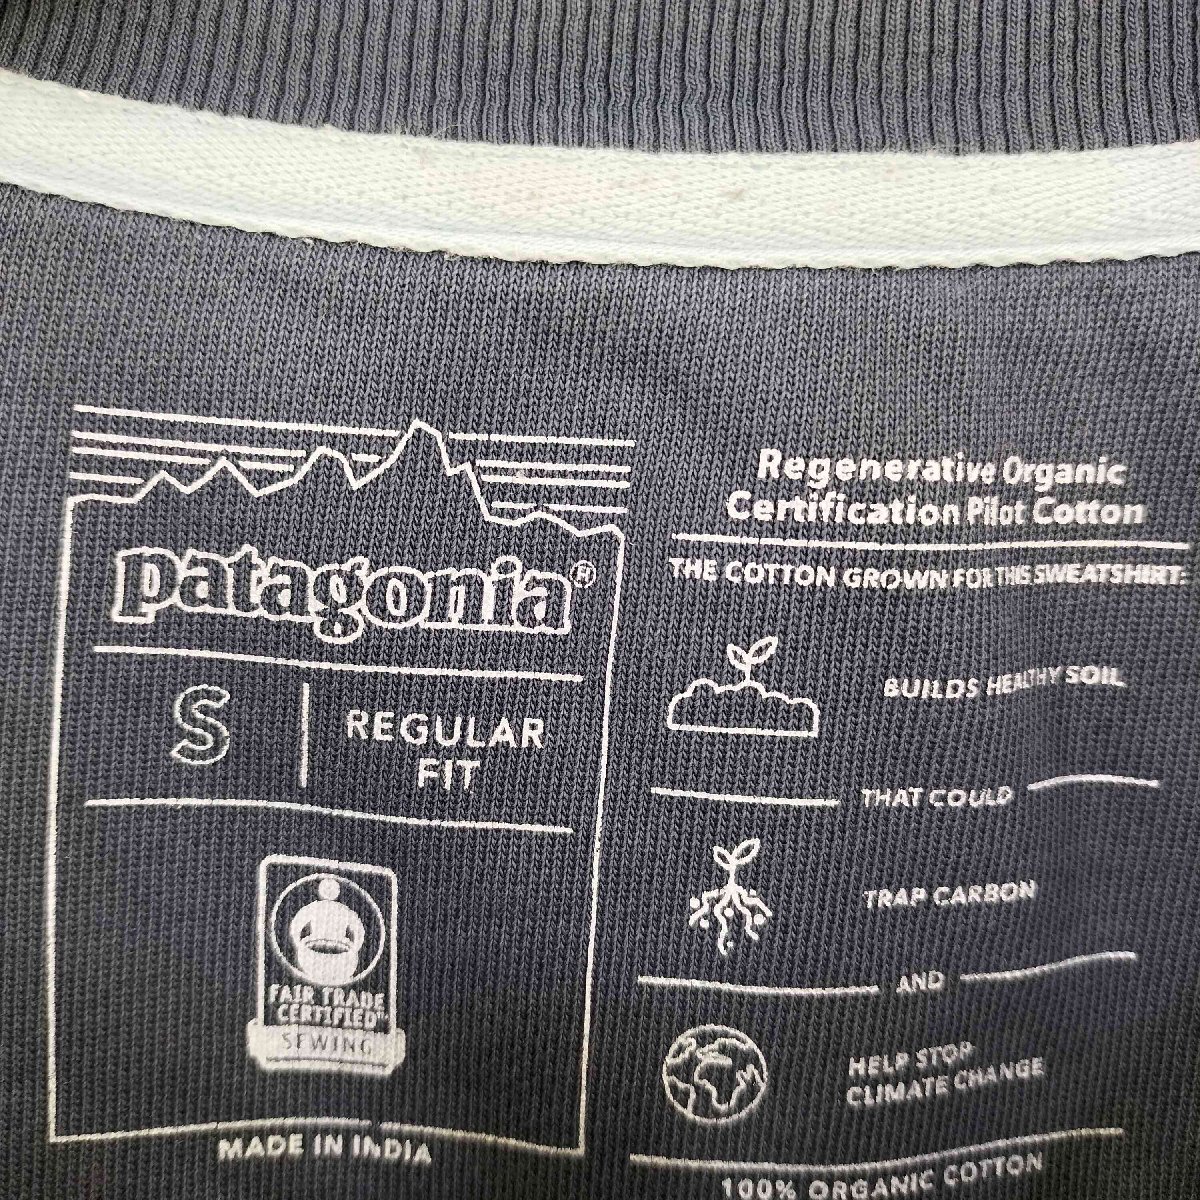 patagonia®
S
REGULAR
FIT
FAIR TRADE
CERTIFIED™
SEWING
MADE IN INDIA
Regenerative Organic
Certification Pilot Cotton
THE COTTON GROWN FOR THIS SWEATSHIRT:
BUILDS HEALTHY SOIL
THAT COULD
TRAP CARBON
AND
HELP STOP
CLIMATE CHANGE
100% ORGANIC COTTON